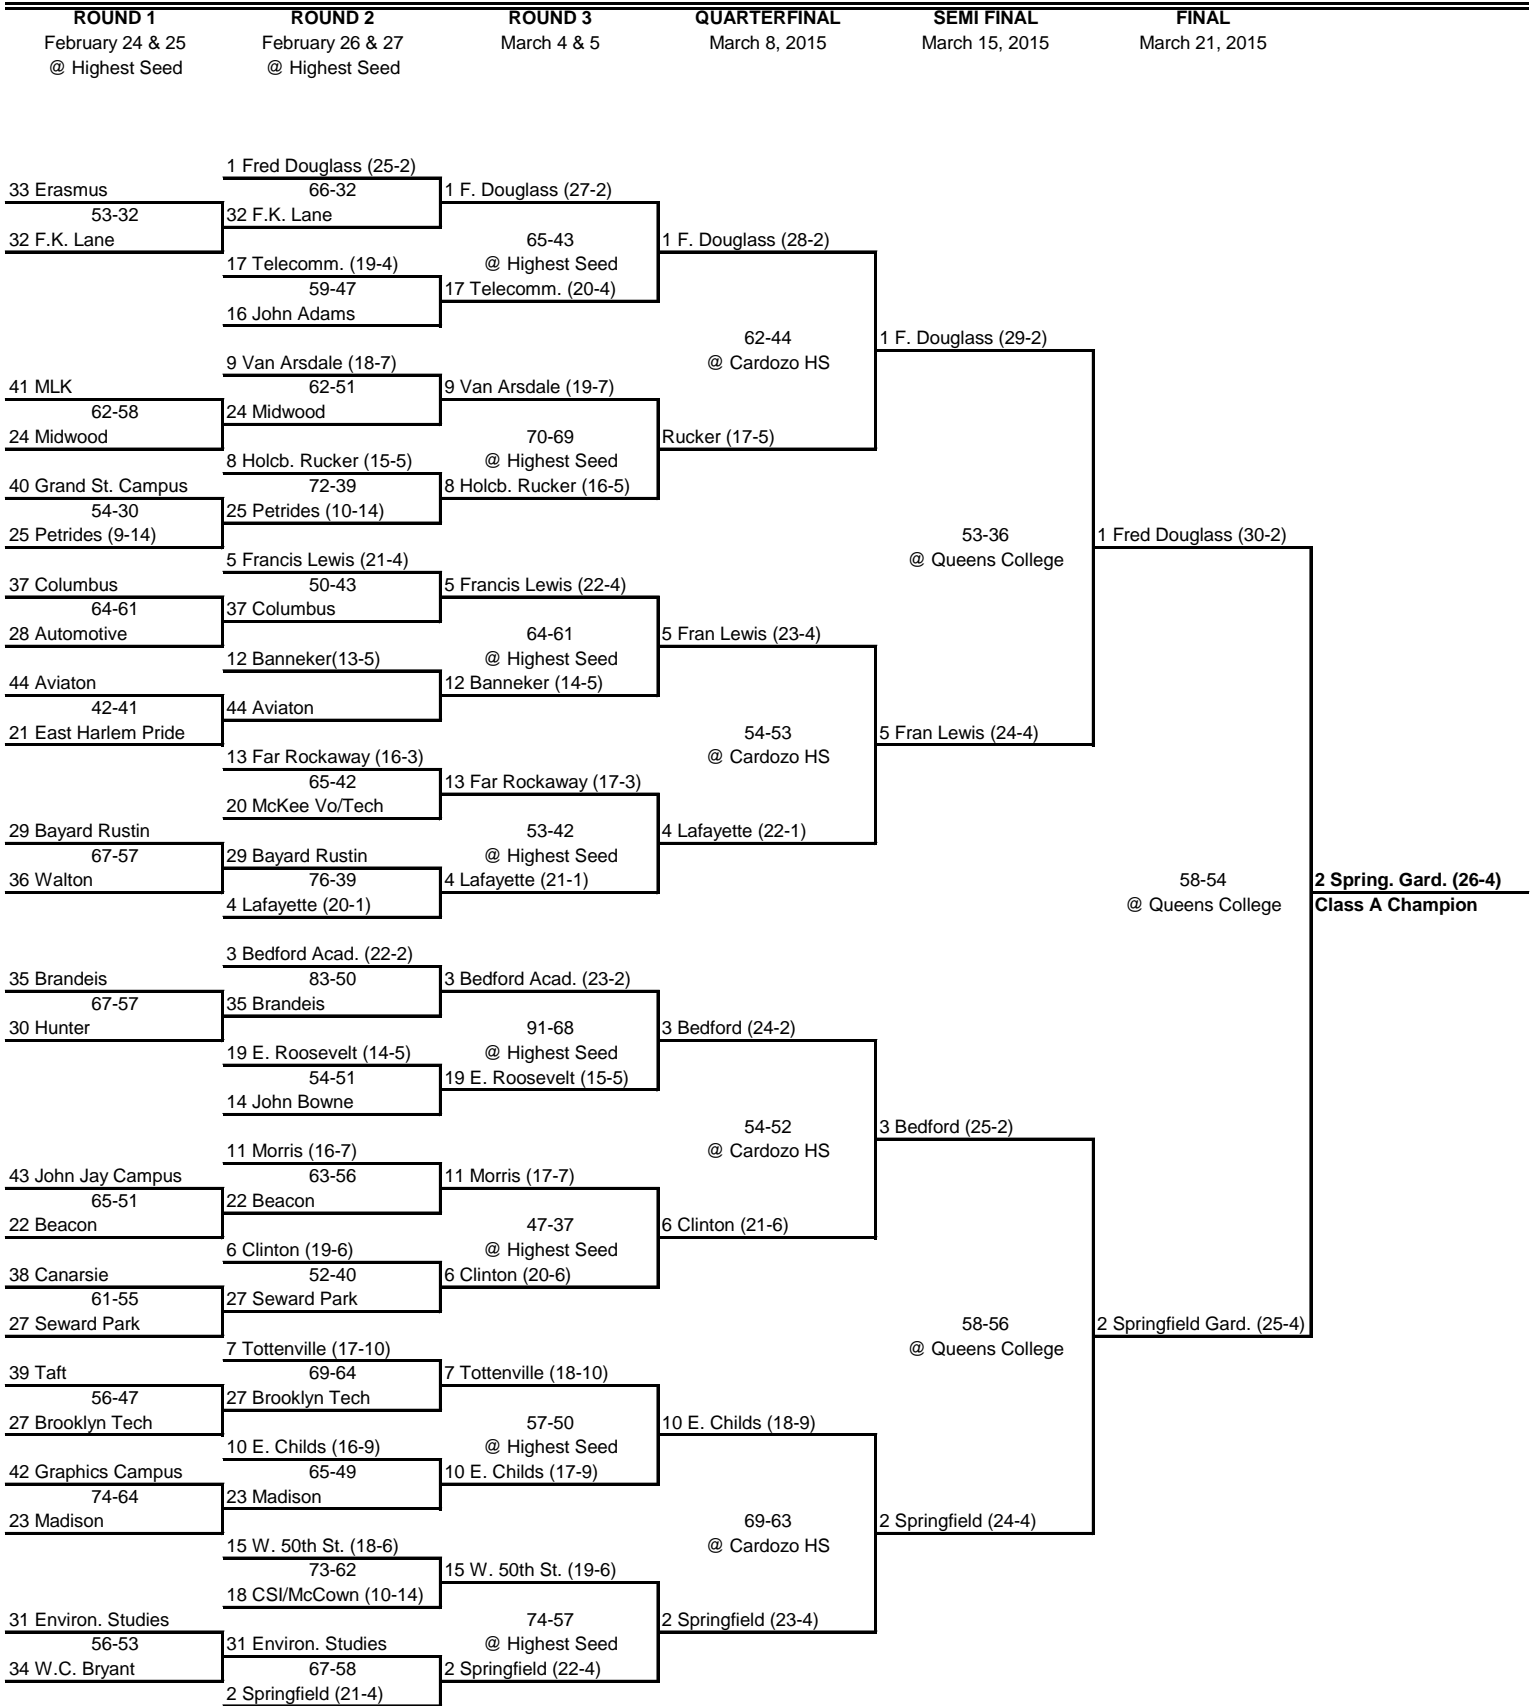 ROUND 1 ROUND 2 ROUND 3 QUARTERFINAL SEMI FINAL FINAL
February 24 & 25 February 26 & 27 March 4 & 5 March 8, 2015 March 15, 2015 March 21, 2015
@ Highest Seed @ Highest Seed
1 Fred Douglass (25-2)
33 Erasmus 66-32 1 F. Douglass (27-2)
53-32 32 F.K. Lane
32 F.K. Lane 65-43 1 F. Douglass (28-2)
17 Telecomm. (19-4) @ Highest Seed
59-47 17 Telecomm. (20-4)
16 John Adams
62-44 1 F. Douglass (29-2)
9 Van Arsdale (18-7) @ Cardozo HS
41 MLK 62-51 9 Van Arsdale (19-7)
62-58 24 Midwood
24 Midwood 70-69 Rucker (17-5)
8 Holcb. Rucker (15-5) @ Highest Seed
40 Grand St. Campus 72-39 8 Holcb. Rucker (16-5)
54-30 25 Petrides (10-14)
25 Petrides (9-14) 53-36 1 Fred Douglass (30-2)
5 Francis Lewis (21-4) @ Queens College
37 Columbus 50-43 5 Francis Lewis (22-4)
64-61 37 Columbus
28 Automotive 64-61 5 Fran Lewis (23-4)
12 Banneker(13-5) @ Highest Seed
44 Aviaton 12 Banneker (14-5)
42-41 44 Aviaton
21 East Harlem Pride 54-53 5 Fran Lewis (24-4)
13 Far Rockaway (16-3) @ Cardozo HS
65-42 13 Far Rockaway (17-3)
20 McKee Vo/Tech
29 Bayard Rustin 53-42 4 Lafayette (22-1)
67-57 29 Bayard Rustin @ Highest Seed
36 Walton 76-39 4 Lafayette (21-1) 58-54 2 Spring. Gard. (26-4)
4 Lafayette (20-1) @ Queens College Class A Champion
3 Bedford Acad. (22-2)
35 Brandeis 83-50 3 Bedford Acad. (23-2)
67-57 35 Brandeis
30 Hunter 91-68 3 Bedford (24-2)
19 E. Roosevelt (14-5) @ Highest Seed
54-51 19 E. Roosevelt (15-5)
14 John Bowne
54-52 3 Bedford (25-2)
11 Morris (16-7) @ Cardozo HS
43 John Jay Campus 63-56 11 Morris (17-7)
65-51 22 Beacon
22 Beacon 47-37 6 Clinton (21-6)
6 Clinton (19-6) @ Highest Seed
38 Canarsie 52-40 6 Clinton (20-6)
61-55 27 Seward Park
27 Seward Park 58-56 2 Springfield Gard. (25-4)
7 Tottenville (17-10) @ Queens College
39 Taft 69-64 7 Tottenville (18-10)
56-47 27 Brooklyn Tech
27 Brooklyn Tech 57-50 10 E. Childs (18-9)
10 E. Childs (16-9) @ Highest Seed
42 Graphics Campus 65-49 10 E. Childs (17-9)
74-64 23 Madison
23 Madison 69-63 2 Springfield (24-4)
15 W. 50th St. (18-6) @ Cardozo HS
73-62 15 W. 50th St. (19-6)
18 CSI/McCown (10-14)
31 Environ. Studies 74-57 2 Springfield (23-4)
56-53 31 Environ. Studies @ Highest Seed
34 W.C. Bryant 67-58 2 Springfield (22-4)
2 Springfield (21-4)